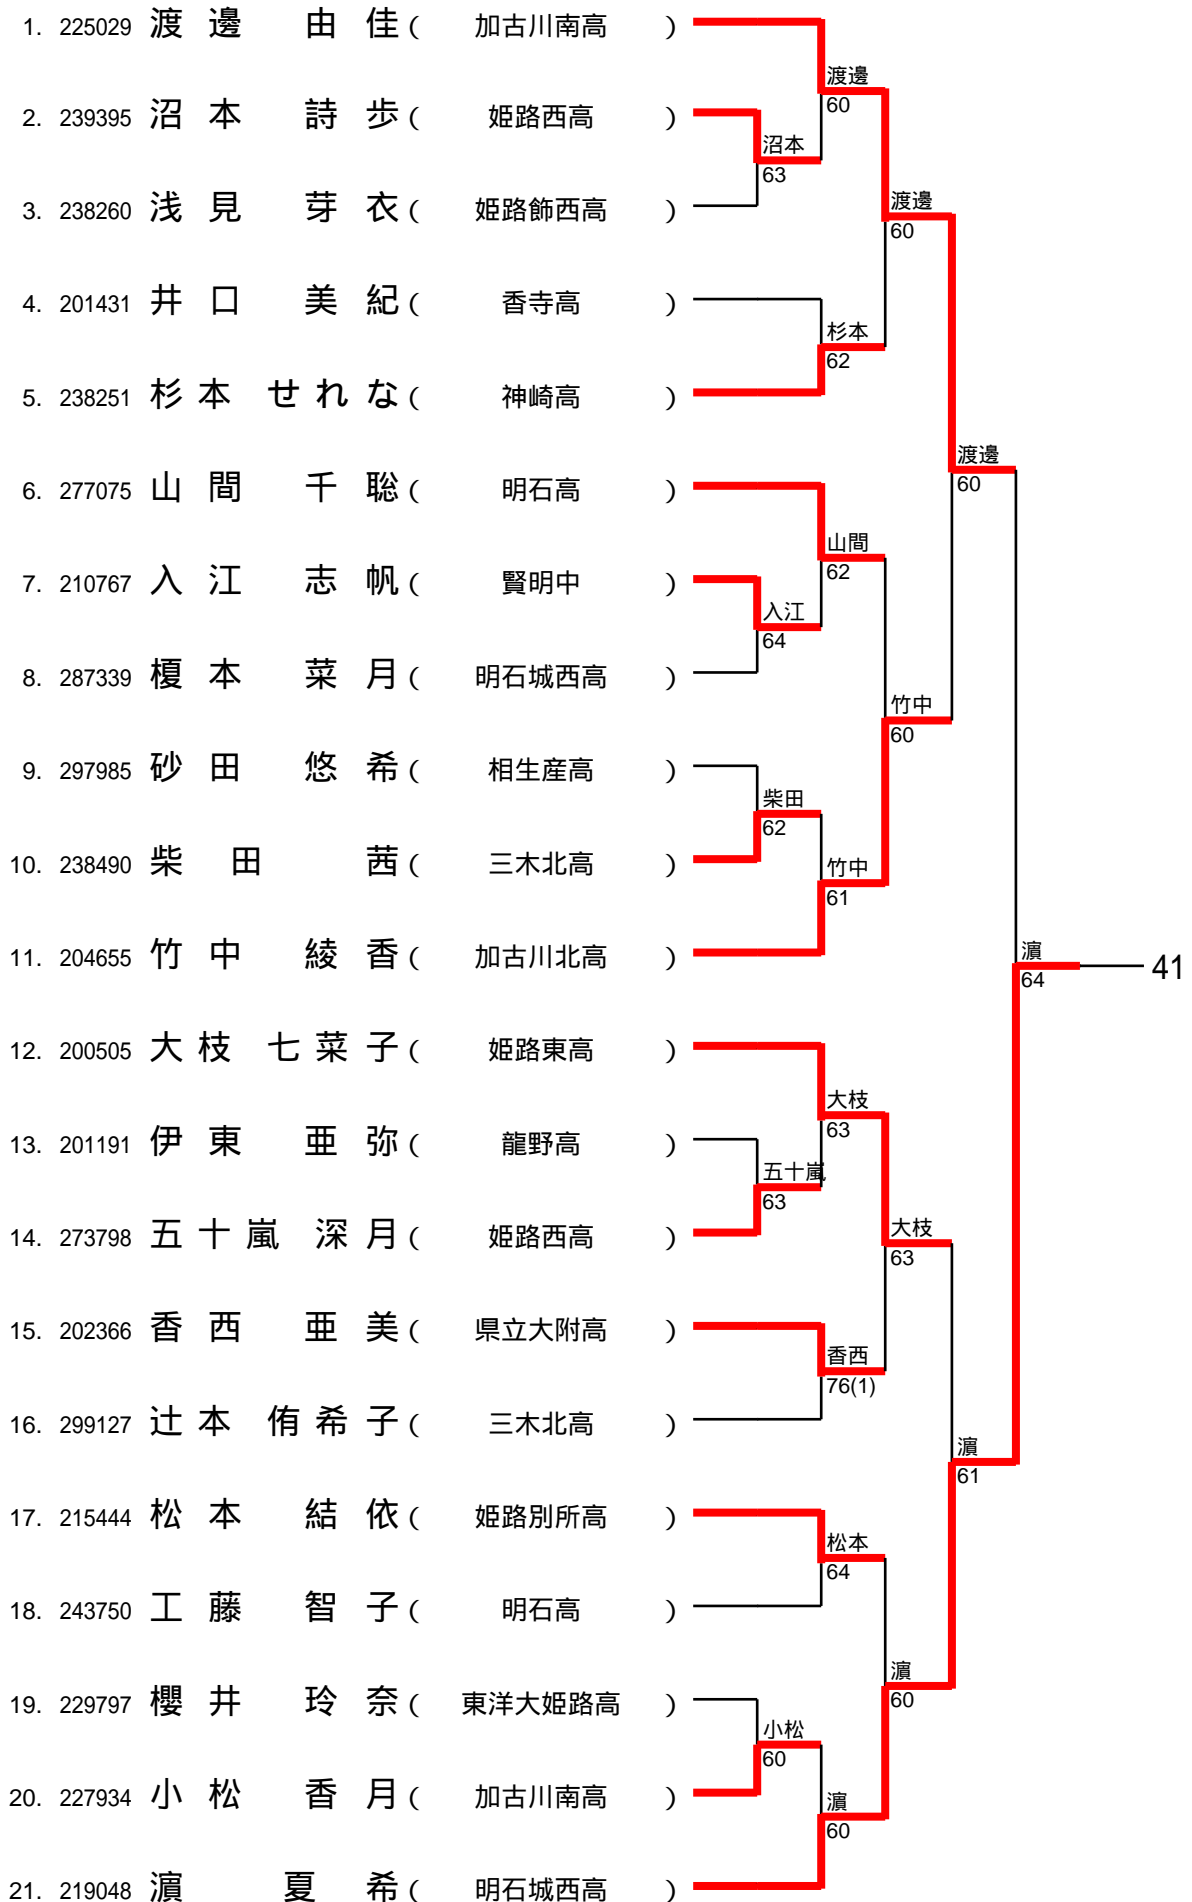 1. 225029 渡邊 由佳 ( 加古川南高 )
渡邊
60
2. 239395 沼本 詩歩 ( 姫路西高 )
沼本
63
3. 238260 浅見 芽衣 ( 姫路飾西高 )
渡邊
60
4. 201431 井口 美紀 ( 香寺高 )
杉本
62
5. 238251 杉本 せれな ( 神崎高 )
渡邊
60
6. 277075 山間 千聡 ( 明石高 )
山間
62
7. 210767 入江 志帆 ( 賢明中 )
入江
64
8. 287339 榎本 菜月 ( 明石城西高 )
竹中
60
9. 297985 砂田 悠希 ( 相生産高 )
柴田
62
10. 238490 柴田 茜 ( 三木北高 )
竹中
61
11. 204655 竹中 綾香 ( 加古川北高 )
濵
64
41
12. 200505 大枝 七菜子 ( 姫路東高 )
大枝
63
13. 201191 伊東 亜弥 ( 龍野高 )
五十嵐
63
14. 273798 五十嵐 深月 ( 姫路西高 )
大枝
63
15. 202366 香西 亜美 ( 県立大附高 )
香西
76(1)
16. 299127 辻本 侑希子 ( 三木北高 )
濵
61
17. 215444 松本 結依 ( 姫路別所高 )
松本
64
18. 243750 工藤 智子 ( 明石高 )
濵
60
19. 229797 櫻井 玲奈 ( 東洋大姫路高 )
小松
60
20. 227934 小松 香月 ( 加古川南高 )
濵
60
21. 219048 濵 夏希 ( 明石城西高 )